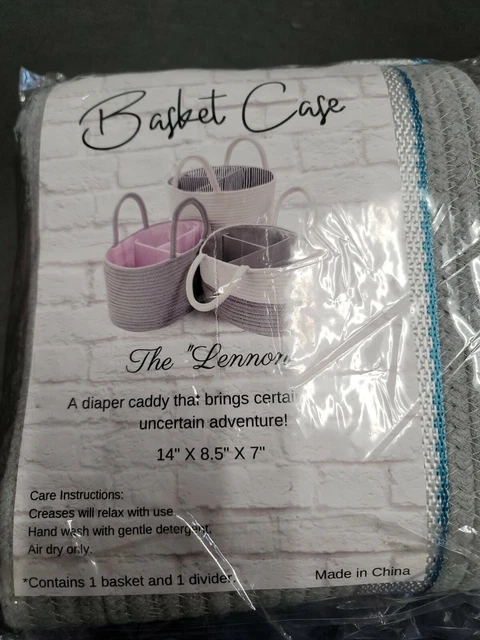 Basket Case
The "Lennon
A diaper caddy that brings
uncertain adventure!
14" X 8.5" X 7"
Care Instructions:
Creases will relax with use
Hand wash with gentle detergent.
Air dry only.
*Contains 1 basket and 1 divider.
Made in China